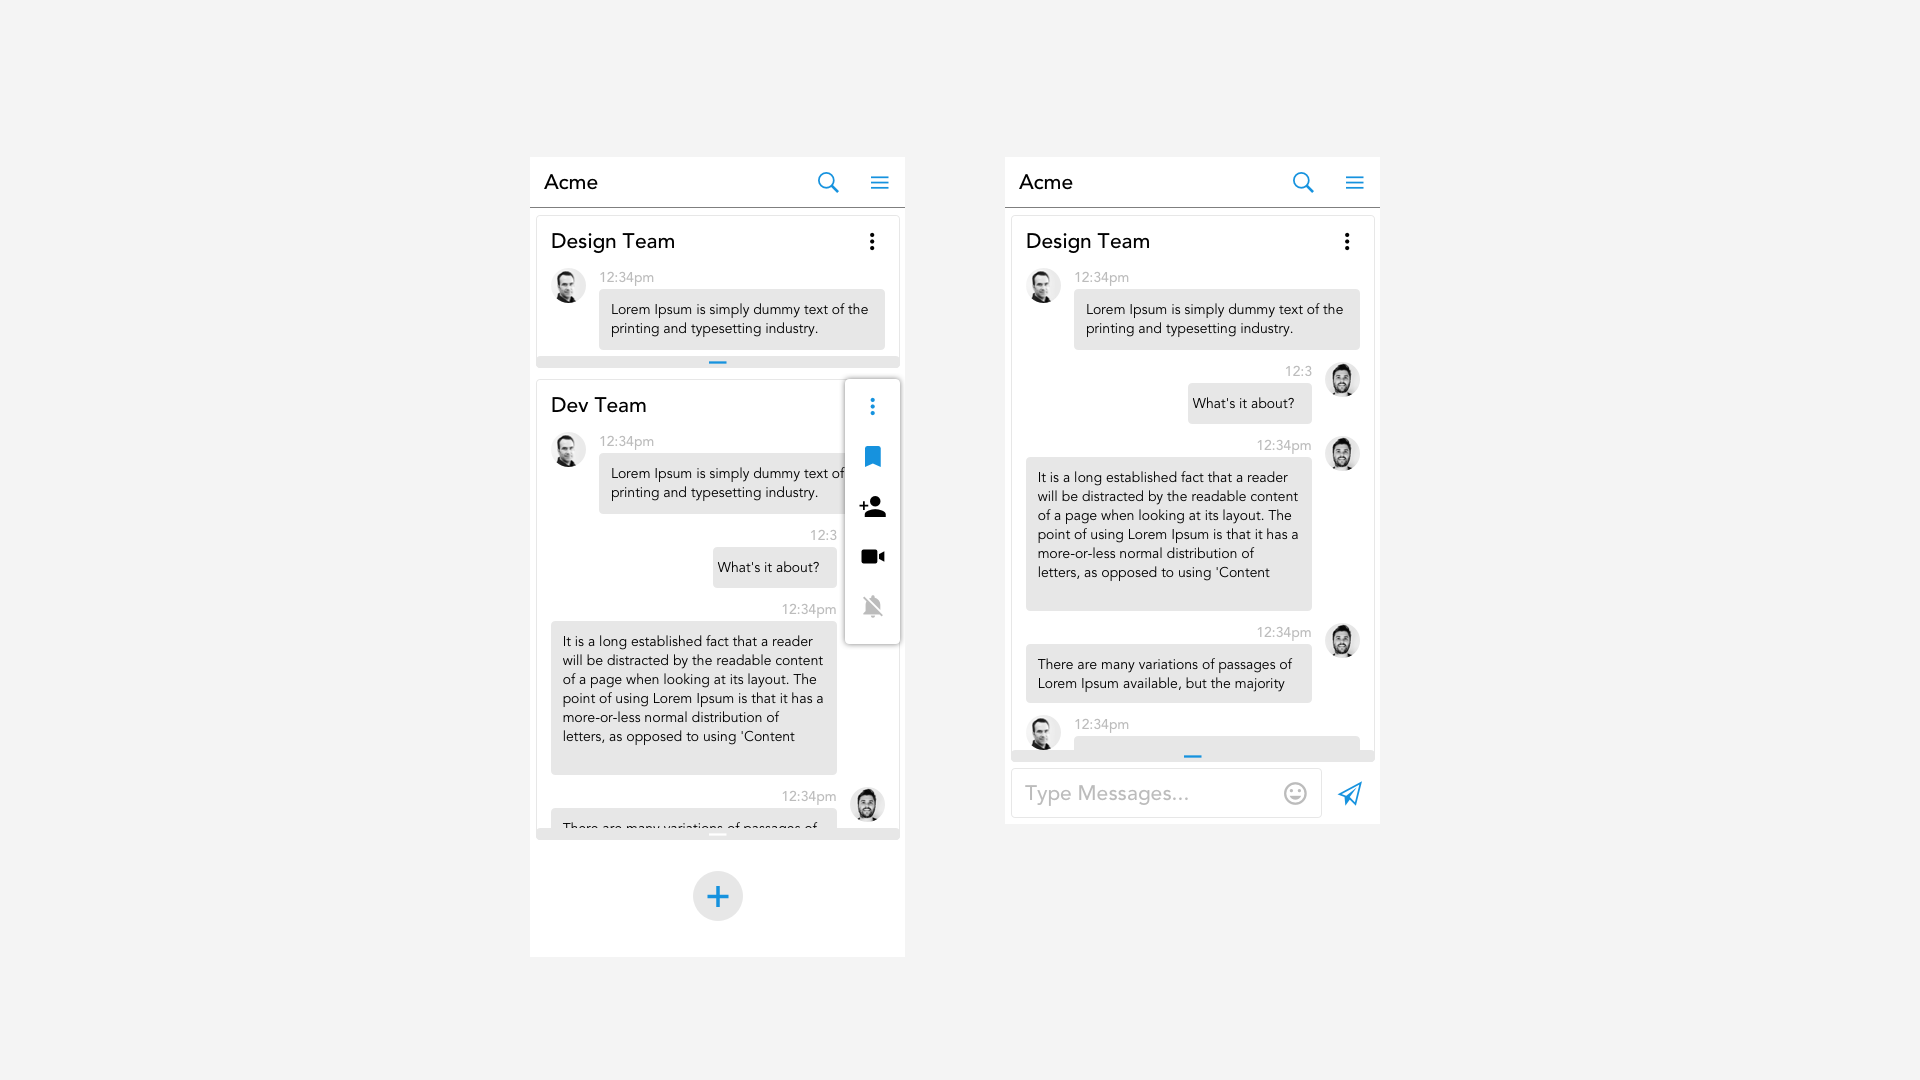 Acme
Design Team
12:34pm
Lorem Ipsum is simply dummy text of the
printing and typesetting industry.
Dev Team
12:34pm
Lorem Ipsum is simply dummy text of
printing and typesetting industry.
12:3
What's it about?
12:34pm
It is a long established fact that a reader
will be distracted by the readable content
of a page when looking at its layout. The
point of using Lorem Ipsum is that it has a
more-or-less normal distribution of
letters, as opposed to using 'Content
12:34pm
There are many variations of passages of
Acme
Design Team
12:34pm
Lorem Ipsum is simply dummy text of the
printing and typesetting industry.
12:3
What's it about?
12:34pm
It is a long established fact that a reader
will be distracted by the readable content
of a page when looking at its layout. The
point of using Lorem Ipsum is that it has a
more-or-less normal distribution of
letters, as opposed to using 'Content
12:34pm
There are many variations of passages of
Lorem Ipsum available, but the majority
12:34pm
Type Messages...